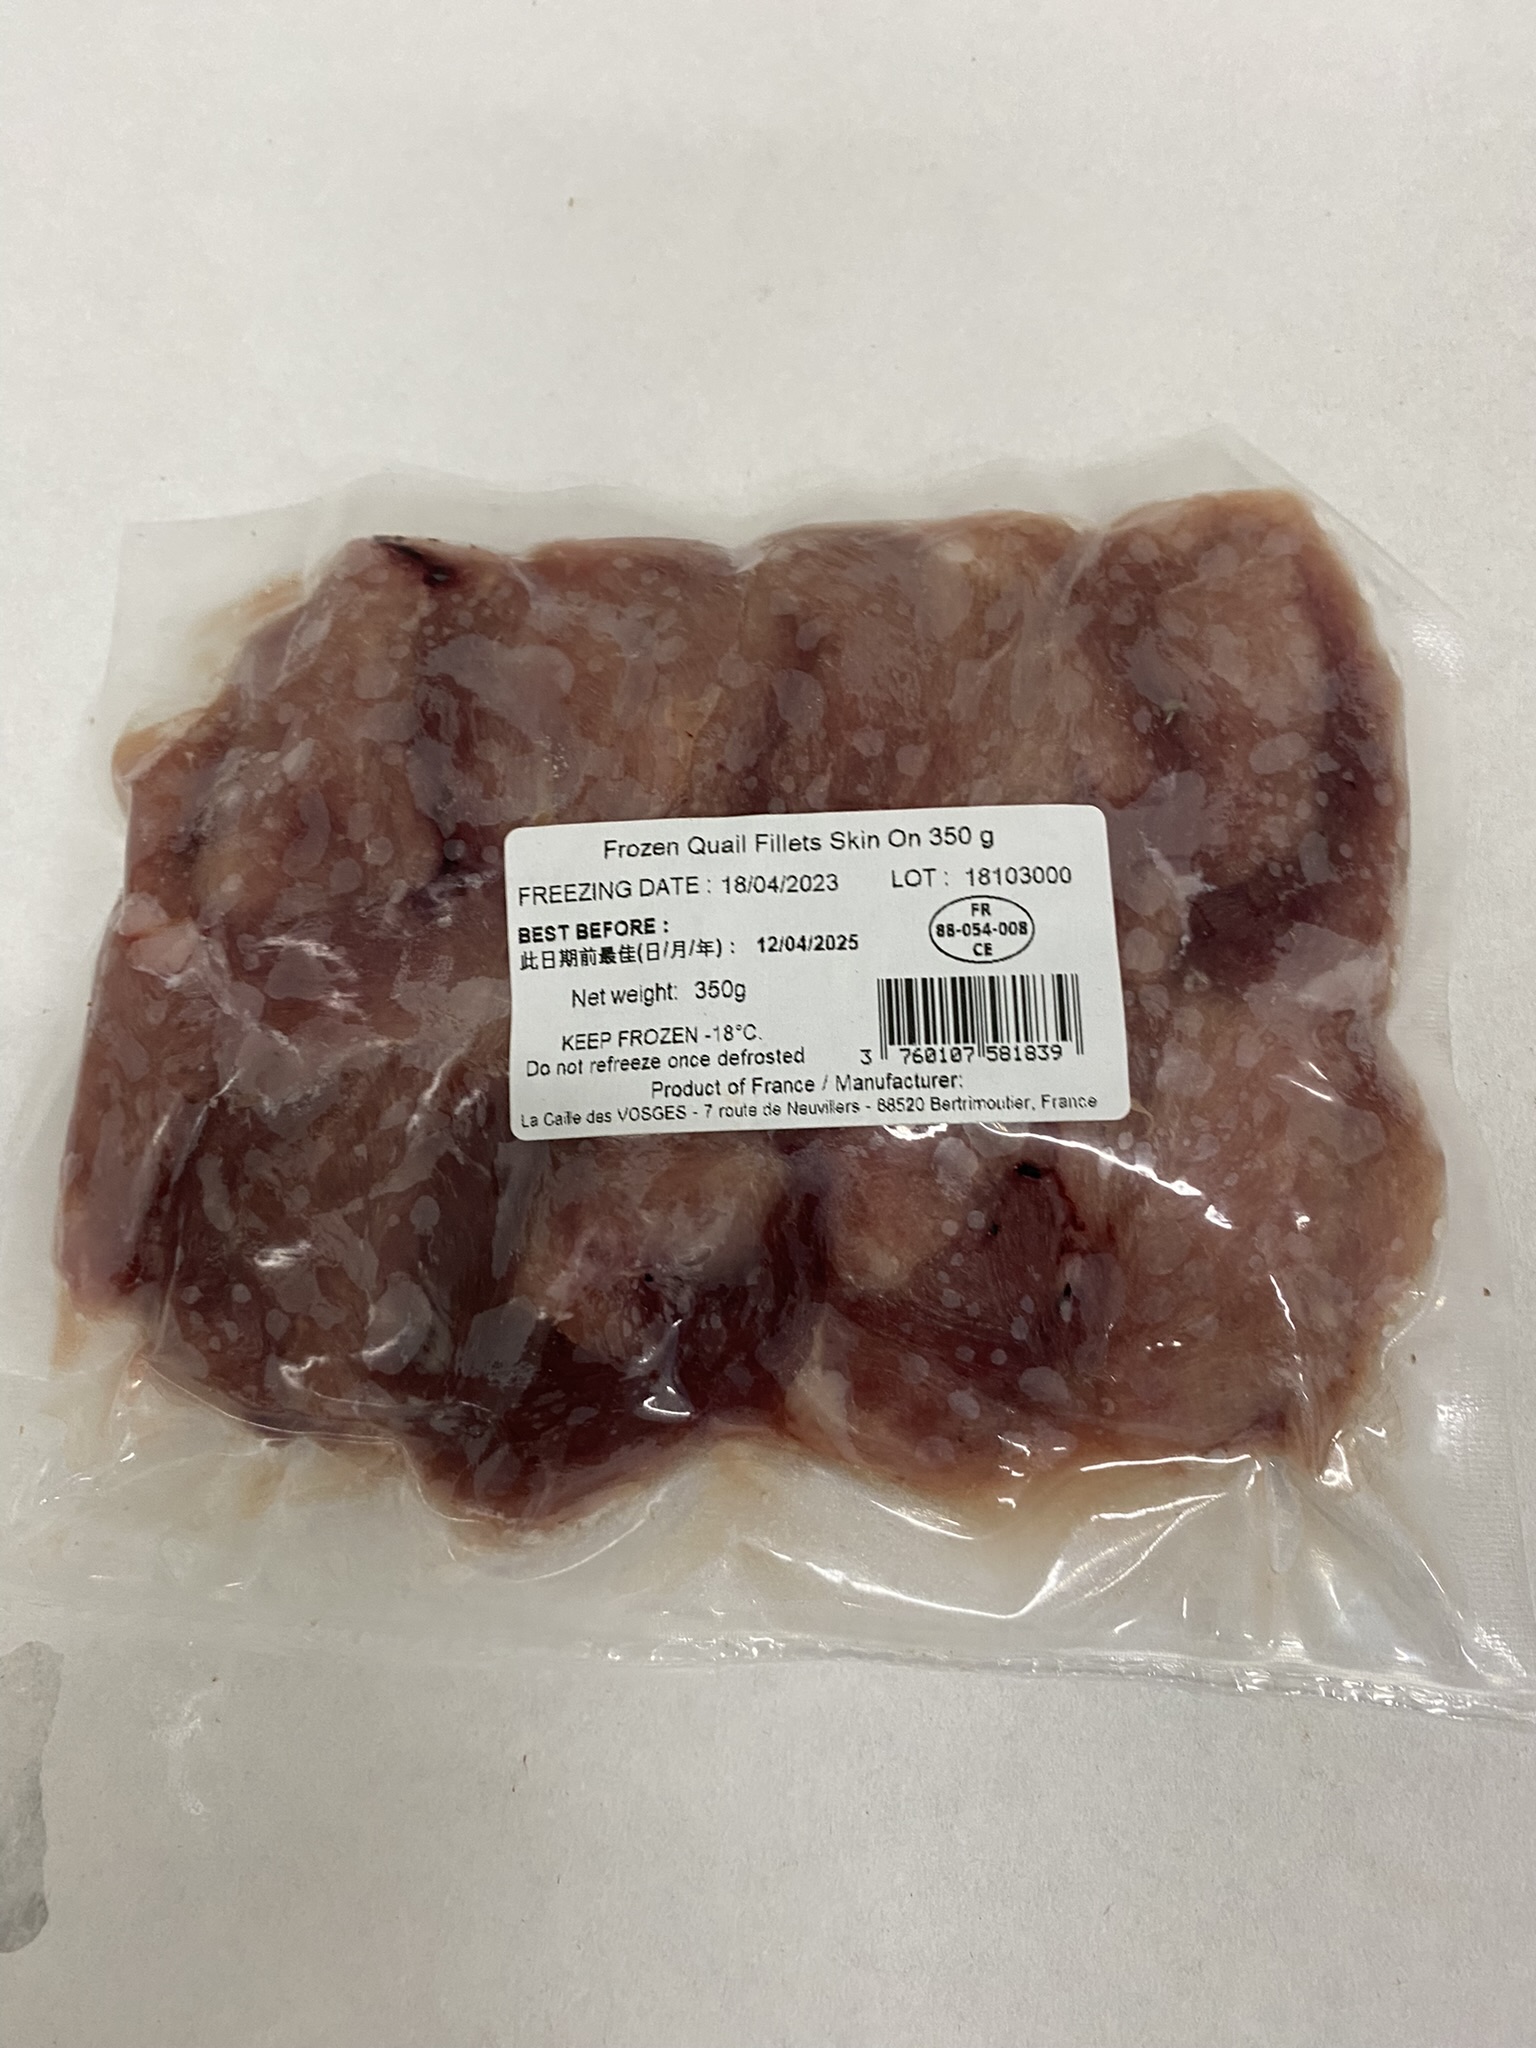 Frozen Quail Fillets Skin On 350 g
FREEZING DATE : 18/04/2023 LOT : 18103000
FR
88-054-008
CE
BEST BEFORE :
此日期前最佳(日/月/年) : 12/04/2025
Net weight: 350g
KEEP FROZEN -18°C.
Do not refreeze once defrosted
3 760107 581839
Product of France / Manufacturer:
La Caille des VOSGES - 7 route de Neuvillers - 88520 Bertrimoutier, France